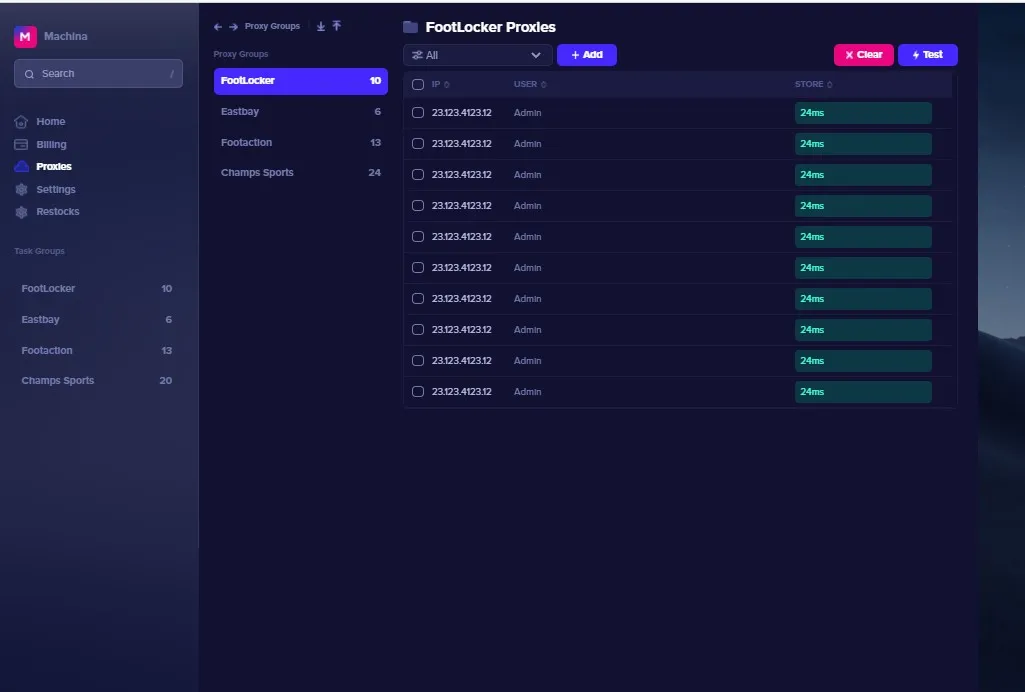 M Machina
Search /
Home
Billing
Proxies
Settings
Restocks
Task Groups
FootLocker 10
Eastbay 6
Footaction 13
Champs Sports 20
Proxy Groups
Proxy Groups
FootLocker 10
Eastbay 6
Footaction 13
Champs Sports 24
FootLocker Proxies
All + Add X Clear Test
IP USER STORE
23.123.4123.12 Admin 24ms
23.123.4123.12 Admin 24ms
23.123.4123.12 Admin 24ms
23.123.4123.12 Admin 24ms
23.123.4123.12 Admin 24ms
23.123.4123.12 Admin 24ms
23.123.4123.12 Admin 24ms
23.123.4123.12 Admin 24ms
23.123.4123.12 Admin 24ms
23.123.4123.12 Admin 24ms